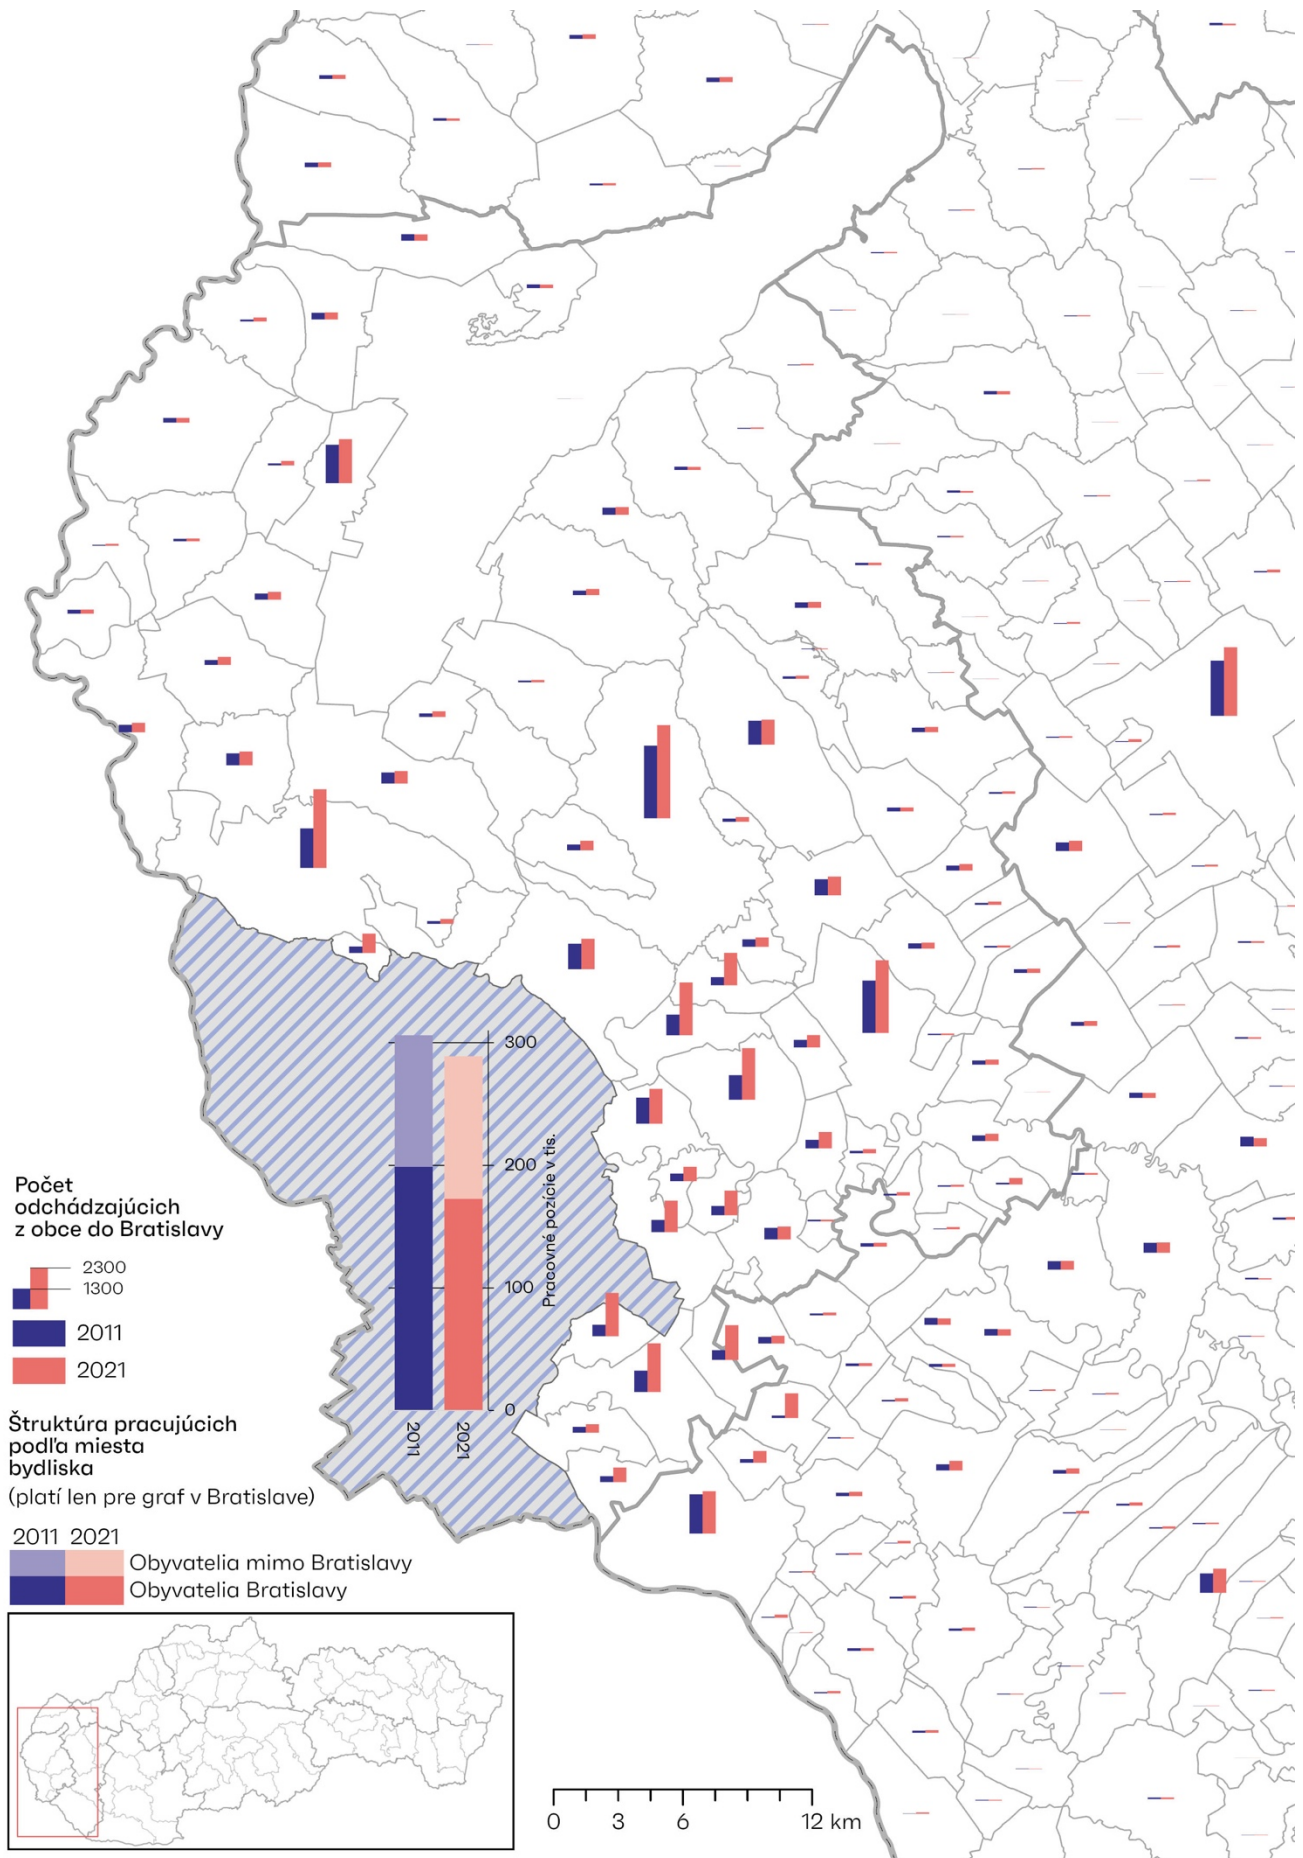 300
200
100
0
Pracovné pozície v tis.
2011
2021
Počet
odchádzajúcich
z obce do Bratislavy
2300
1300
2011
2021
Štruktúra pracujúcich
podľa miesta
bydliska
(platí len pre graf v Bratislave)
2011 2021
Obyvatelia mimo Bratislavy
Obyvatelia Bratislavy
0 3 6 12 km